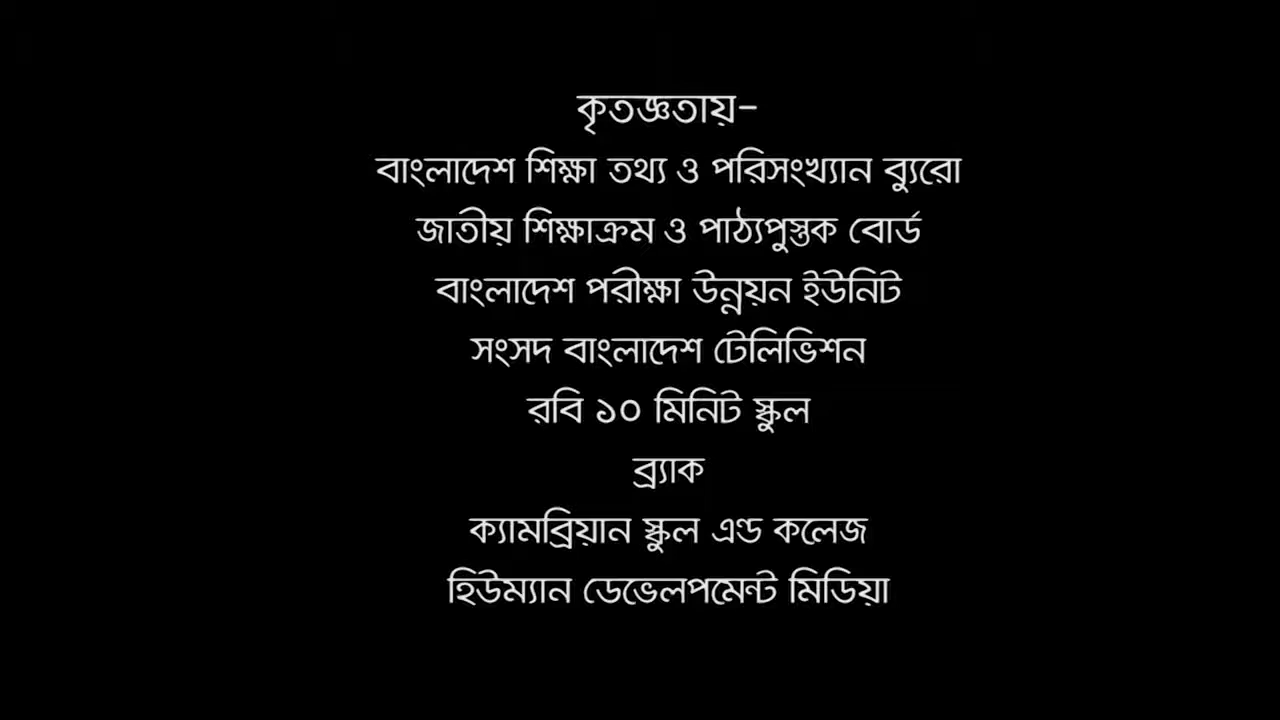 কৃতজ্ঞতায়-
বাংলাদেশ শিক্ষা তথ্য ও পরিসংখ্যান ব্যুরো
জাতীয় শিক্ষাক্রম ও পাঠ্যপুস্তক বোর্ড
বাংলাদেশ পরীক্ষা উন্নয়ন ইউনিট
সংসদ বাংলাদেশ টেলিভিশন
রবি ১০ মিনিট স্কুল
ব্র্যাক
ক্যামব্রিয়ান স্কুল এন্ড কলেজ
হিউম্যান ডেভেলপমেন্ট মিডিয়া